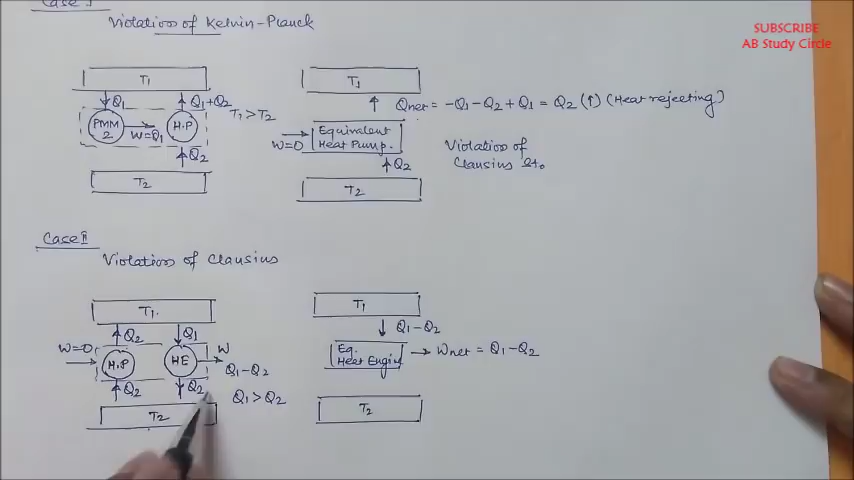 Case I
Violation of Kelvin-Planck
SUBSCRIBE
AB Study Circle
T1
Q1
Q1+Q2
PMM
2
W=Q1
H.P
T1>T2
Q2
T2
T1
Qnet = -Q1-Q2+Q1 = Q2 (↑) (Heat rejecting)
W=0
Equivalent
Heat Pump.
Q2
T2
Violation of
Clausius St.
Case II
Violation of Clausius
T1.
Q2
Q1
W=0
H.P
HE
W
Q1-Q2
Q2
Q2
Q1>Q2
T2
T1
Q1-Q2
Eq.
Heat Engin
Wnet = Q1-Q2
T2